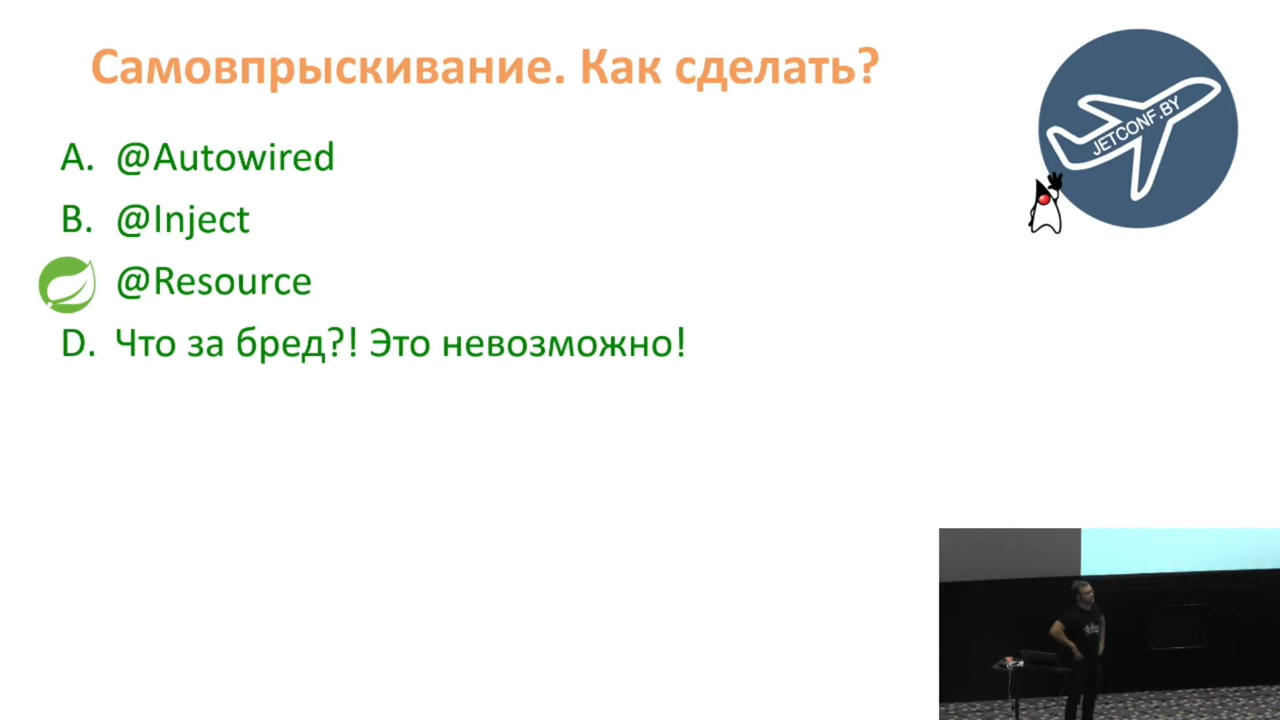 Самовпрыскивание. Как сделать?
JETCONF.BY
A. @Autowired
B. @Inject
@Resource
D. Что за бред?! Это невозможно!